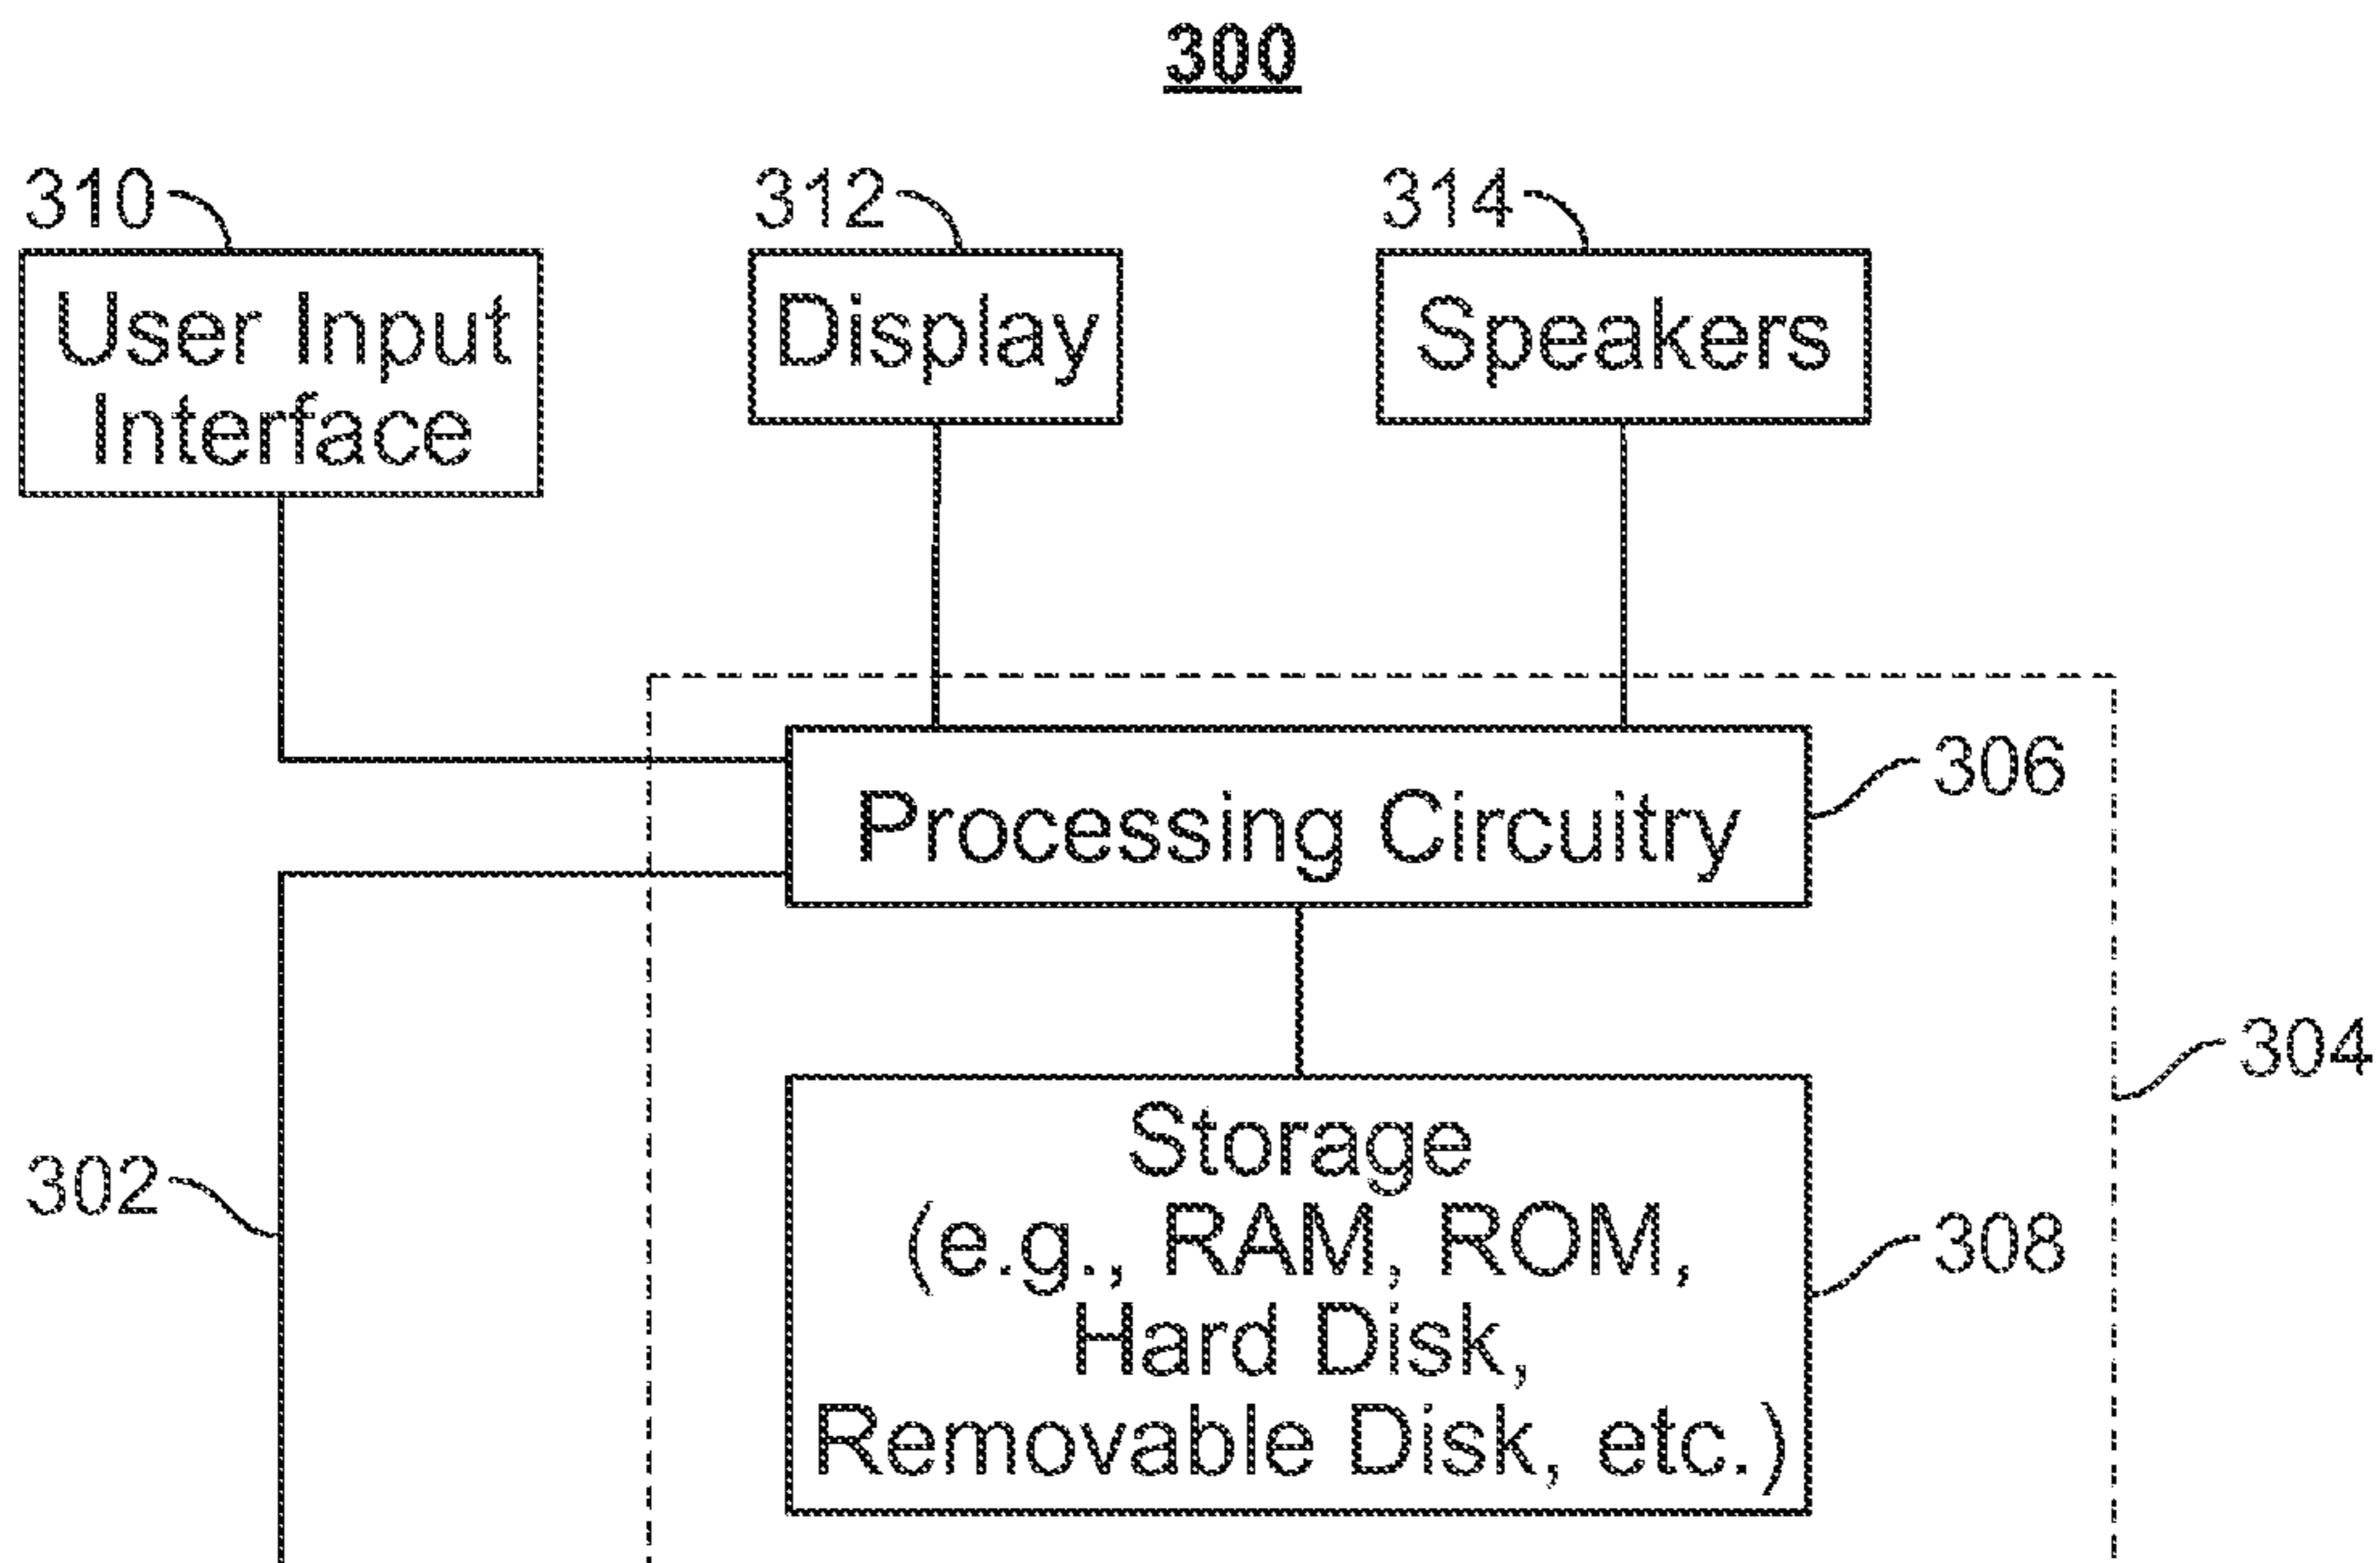 300
310
312
314
User Input
Interface
Display
Speakers
Processing Circuitry
306
304
302
Storage
(e.g., RAM, ROM,
Hard Disk,
Removable Disk, etc.)
308